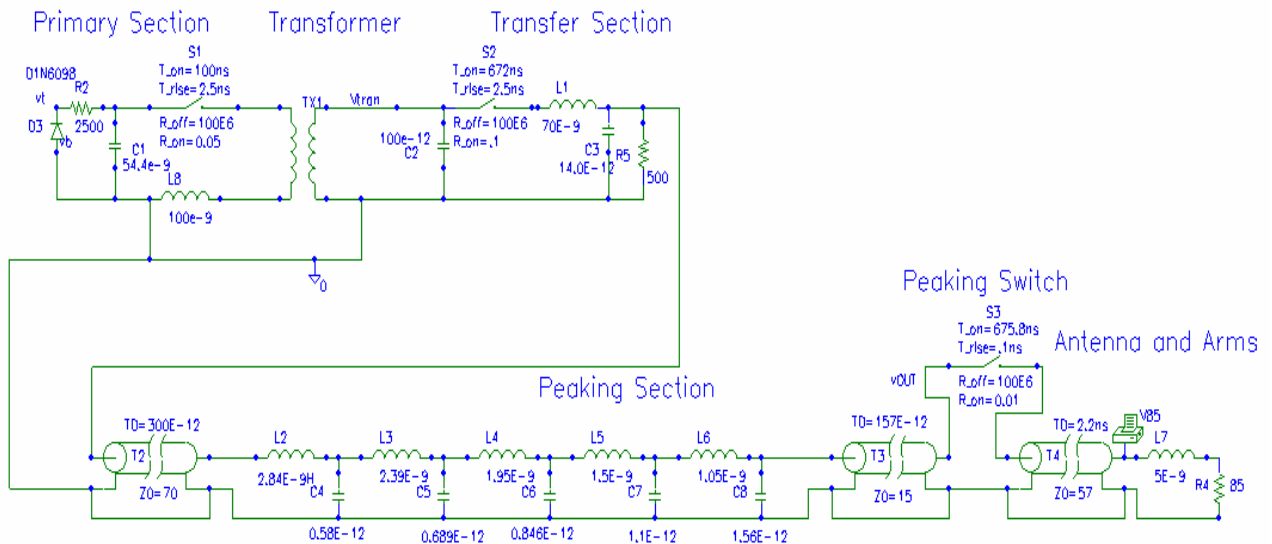 Primary Section
Transformer
Transfer Section
S1
T_on=100ns
T_rise=2.5ns
R_off=100E6
R_on=0.05
S2
T_on=672ns
T_rise=2.5ns
R_off=100E6
R_on=.1
D1N6098
vt
R2
2500
D3
vb
C1
54.4e-9
L8
100e-9
TX1
Vtran
100e-12
C2
L1
70E-9
C3
14.0E-12
R5
500
0
Peaking Switch
S3
T_on=675.8ns
T_rise=.1ns
R_off=100E6
R_on=0.01
Antenna and Arms
vOUT
Peaking Section
TD=300E-12
T2
Z0=70
L2
2.84E-9H
L3
2.39E-9
L4
1.95E-9
L5
1.5E-9
L6
1.05E-9
C4
0.58E-12
C5
0.689E-12
C6
0.846E-12
C7
1.1E-12
C8
1.56E-12
TD=157E-12
T3
Z0=15
TD=2.2ns
T4
Z0=57
V85
L7
5E-9
R4
85